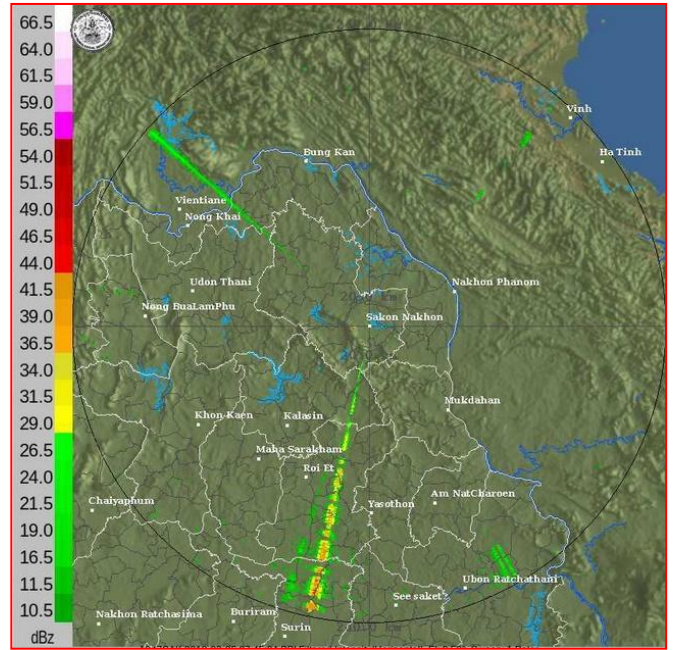 66.5
64.0
61.5
59.0
56.5
54.0
51.5
49.0
46.5
44.0
41.5
39.0
36.5
34.0
31.5
29.0
26.5
24.0
21.5
19.0
16.5
11.5
10.5
dBz
Vinh
Ha Tinh
Bung Kan
Vientiane
Nong Khai
Udon Thani
Nakhon Phanom
Nong BuaLamPhu
Sakon Nakhon
Mukdahan
Khon Kaen
Kalasin
Maha Sarakham
Roi Et
Chaiyaphum
Yasothon
Am NatCharoen
Ubon Ratchathani
See saket
Nakhon Ratchasima
Buriram
Surin